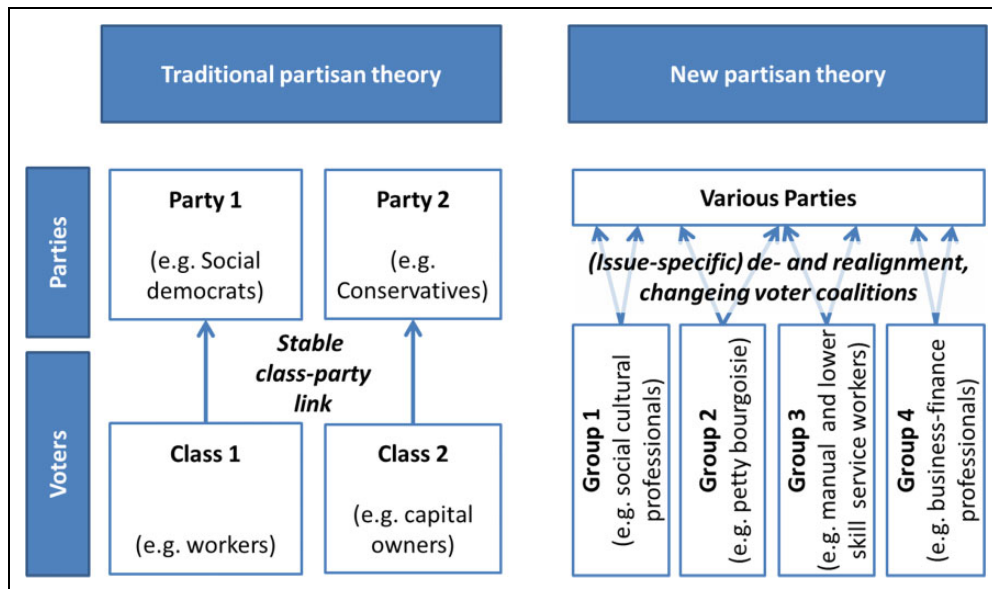 Traditional partisan theory
New partisan theory
Parties
Party 1
(e.g. Social
democrats)
Party 2
(e.g.
Conservatives)
Various Parties
(Issue-specific) de- and realignment,
changeing voter coalitions
Stable
class-party
link
Voters
Class 1
(e.g. workers)
Class 2
(e.g. capital
owners)
Group 1
(e.g. social cultural
professionals)
Group 2
(e.g. petty bourgoisie)
Group 3
(e.g. manual and lower
skill service workers)
Group 4
(e.g. business-finance
professionals)